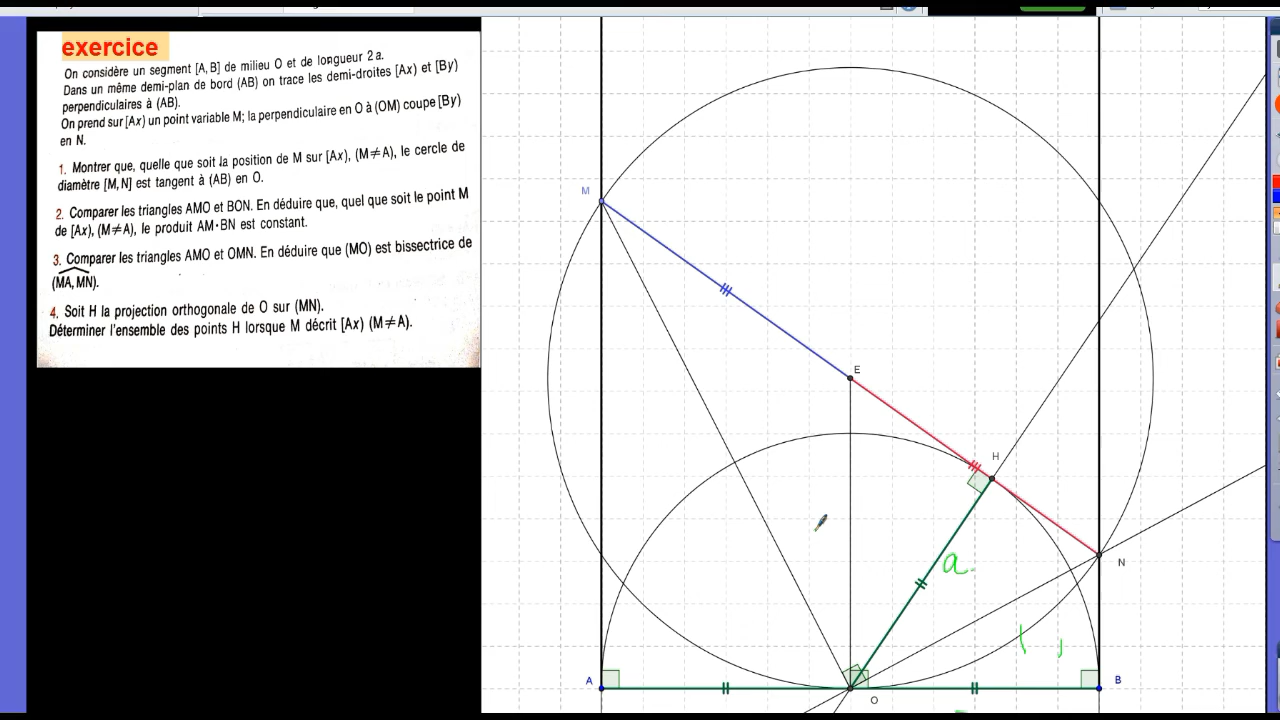 exercice
On considère un segment [A, B] de milieu O et de longueur 2 a.
Dans un même demi-plan de bord (AB) on trace les demi-droites [Ax) et [By)
perpendiculaires à (AB).
On prend sur [Ax) un point variable M; la perpendiculaire en O à (OM) coupe [By)
en N.
1. Montrer que, quelle que soit la position de M sur [Ax), (M≠A), le cercle de
diamètre [M, N] est tangent à (AB) en O.
2. Comparer les triangles AMO et BON. En déduire que, quel que soit le point M
de [Ax), (M≠A), le produit AM·BN est constant.
3. Comparer les triangles AMO et OMN. En déduire que (MO) est bissectrice de
(MA, MN).
4. Soit H la projection orthogonale de O sur (MN).
Déterminer l'ensemble des points H lorsque M décrit [Ax) (M≠A).
M
E
H
a
N
A
B
O